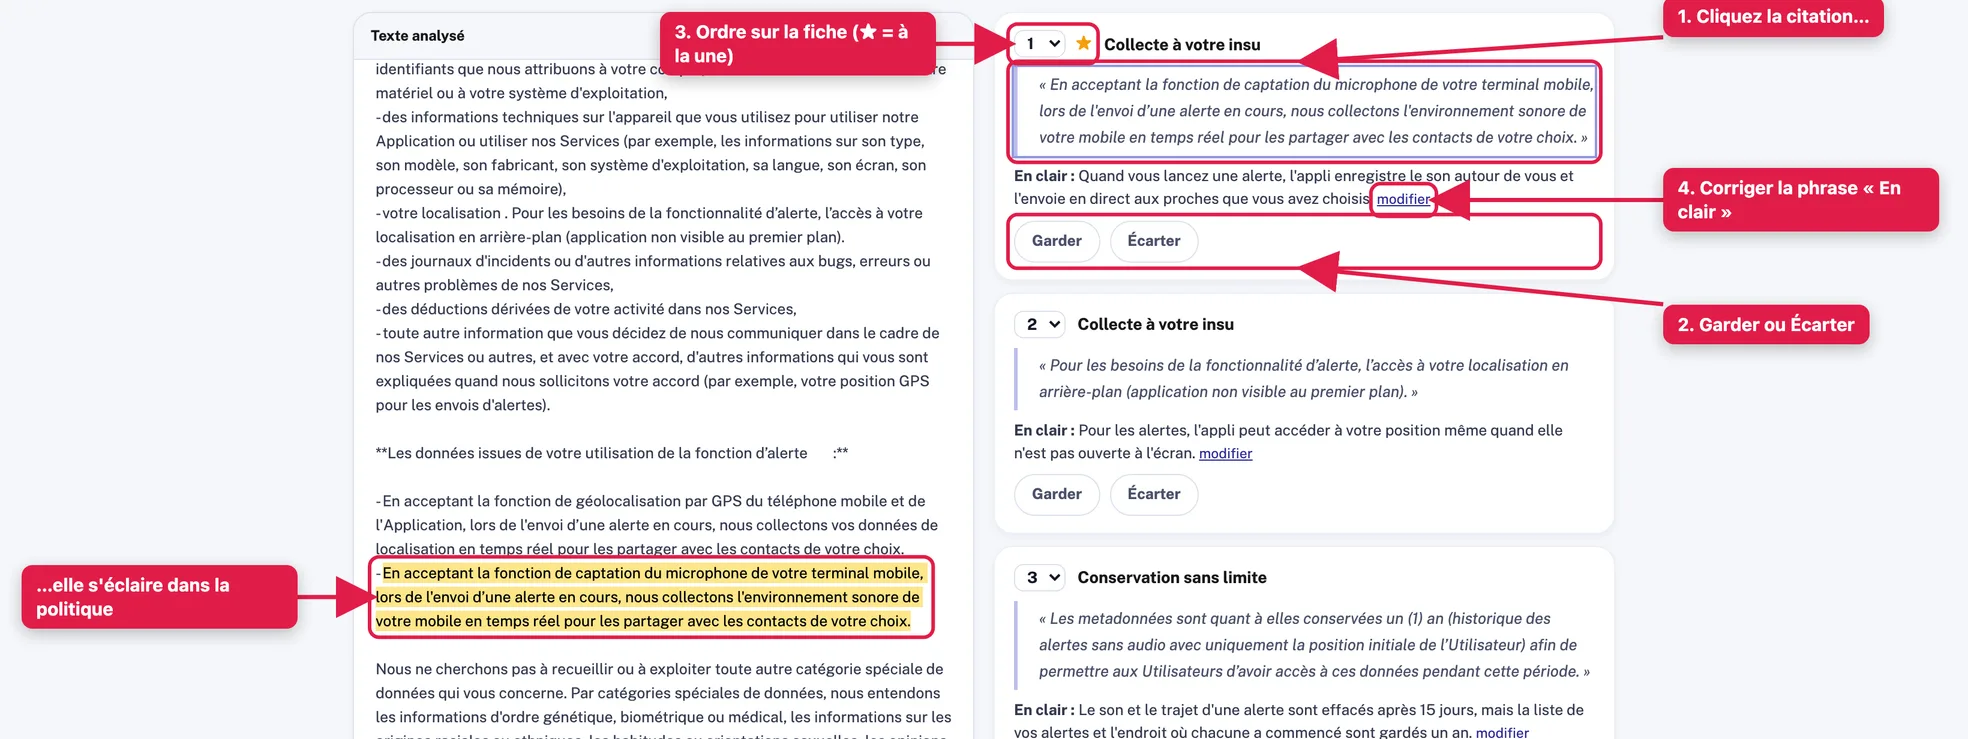 Texte analysé
identifiants que nous attribuons à votre
matériel ou à votre système d'exploitation,
-des informations techniques sur l'appareil que vous utilisez pour utiliser notre
Application ou utiliser nos Services (par exemple, les informations sur son type,
son modèle, son fabricant, son système d'exploitation, sa langue, son écran, son
processeur ou sa mémoire),
-votre localisation . Pour les besoins de la fonctionnalité d’alerte, l’accès à votre
localisation en arrière-plan (application non visible au premier plan).
-des journaux d'incidents ou d'autres informations relatives aux bugs, erreurs ou
autres problèmes de nos Services,
-des déductions dérivées de votre activité dans nos Services,
-toute autre information que vous décidez de nous communiquer dans le cadre de
nos Services ou autres, et avec votre accord, d'autres informations qui vous sont
expliquées quand nous sollicitons votre accord (par exemple, votre position GPS
pour les envois d'alertes).
**Les données issues de votre utilisation de la fonction d’alerte :**
-En acceptant la fonction de géolocalisation par GPS du téléphone mobile et de
l'Application, lors de l'envoi d’une alerte en cours, nous collectons vos données de
localisation en temps réel pour les partager avec les contacts de votre choix.
-En acceptant la fonction de captation du microphone de votre terminal mobile,
lors de l'envoi d’une alerte en cours, nous collectons l'environnement sonore de
votre mobile en temps réel pour les partager avec les contacts de votre choix.
Nous ne cherchons pas à recueillir ou à exploiter toute autre catégorie spéciale de
données qui vous concerne. Par catégories spéciales de données, nous entendons
les informations d'ordre génétique, biométrique ou médical, les informations sur les
...elle s'éclaire dans la
politique
3. Ordre sur la fiche (★ = à
la une)
1 ★ Collecte à votre insu
« En acceptant la fonction de captation du microphone de votre terminal mobile,
lors de l'envoi d’une alerte en cours, nous collectons l'environnement sonore de
votre mobile en temps réel pour les partager avec les contacts de votre choix. »
En clair : Quand vous lancez une alerte, l'appli enregistre le son autour de vous et
l'envoie en direct aux proches que vous avez choisis modifier
Garder Écarter
2 Collecte à votre insu
« Pour les besoins de la fonctionnalité d’alerte, l’accès à votre localisation en
arrière-plan (application non visible au premier plan). »
En clair : Pour les alertes, l'appli peut accéder à votre position même quand elle
n'est pas ouverte à l'écran. modifier
Garder Écarter
3 Conservation sans limite
« Les metadonnées sont quant à elles conservées un (1) an (historique des
alertes sans audio avec uniquement la position initiale de l’Utilisateur) afin de
permettre aux Utilisateurs d’avoir accès à ces données pendant cette période. »
En clair : Le son et le trajet d'une alerte sont effacés après 15 jours, mais la liste de
vos alertes et l'endroit où chacune a commencé sont gardés un an. modifier
1. Cliquez la citation...
4. Corriger la phrase « En
clair »
2. Garder ou Écarter